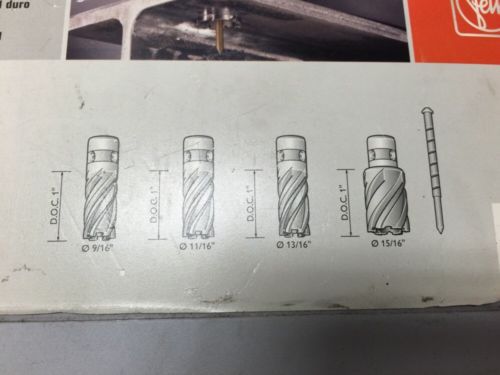 duro
D.O.C. 1"
D.O.C. 1"
D.O.C. 1"
D.O.C. 1"
Ø 9/16"
Ø 11/16"
Ø 13/16"
Ø 15/16"